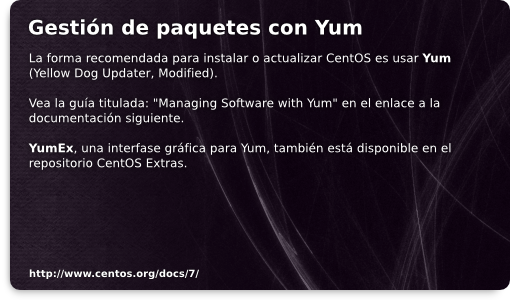 Gestión de paquetes con Yum
La forma recomendada para instalar o actualizar CentOS es usar Yum
(Yellow Dog Updater, Modified).
Vea la guía titulada: "Managing Software with Yum" en el enlace a la
documentación siguiente.
YumEx, una interfase gráfica para Yum, también está disponible en el
repositorio CentOS Extras.
http://www.centos.org/docs/7/